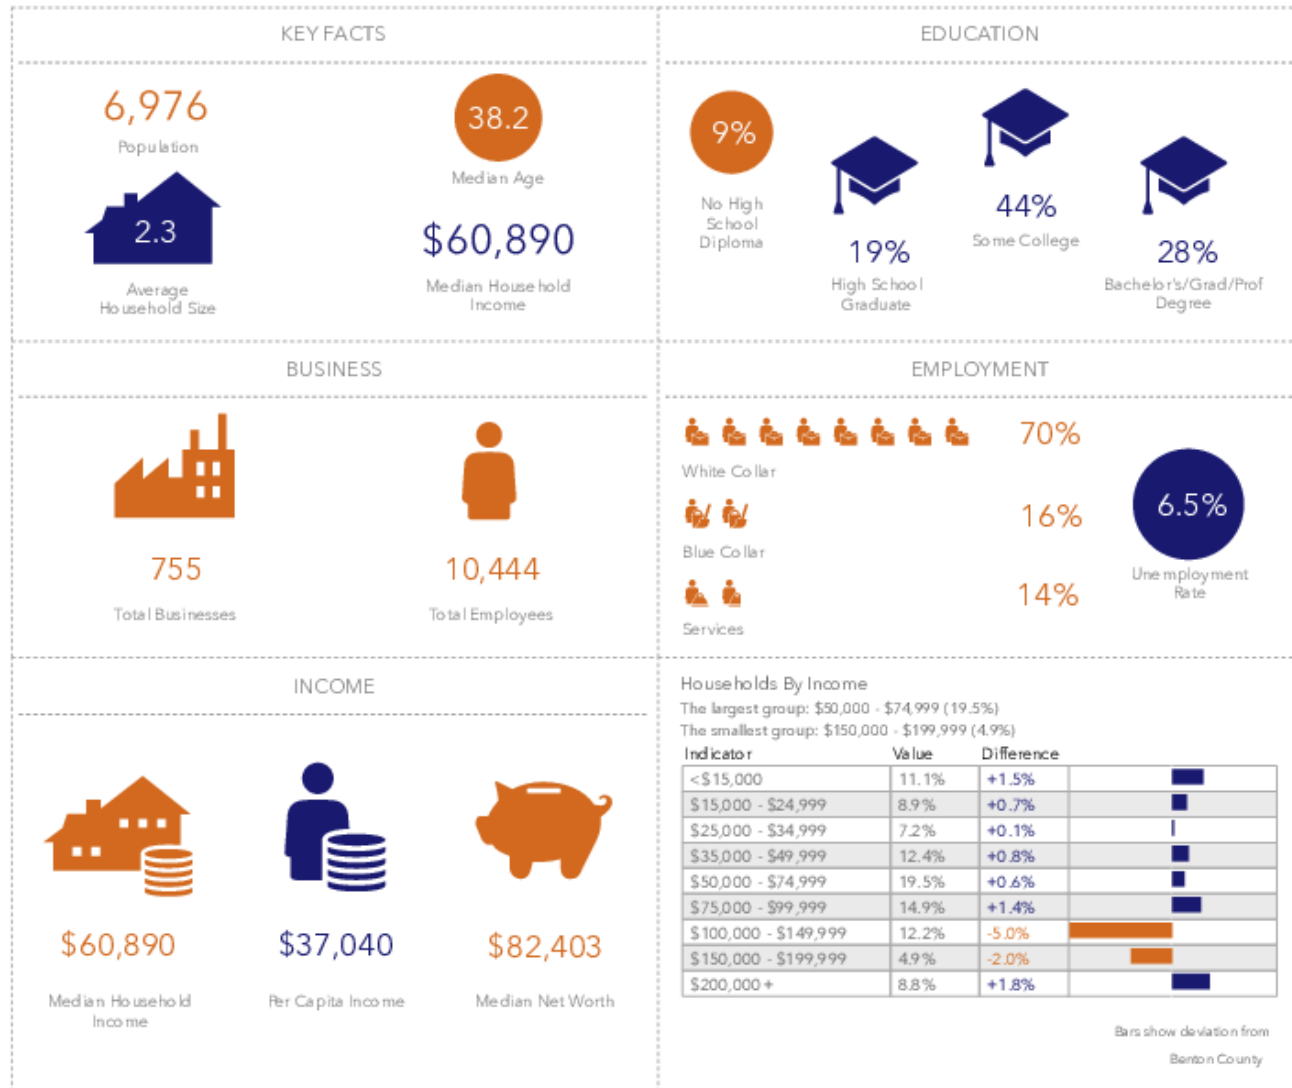 KEY FACTS
6,976
Population
38.2
Median Age
2.3
Average
Household Size
$60,890
Median Household
Income
EDUCATION
9%
No High
School
Diploma
19%
High School
Graduate
44%
Some College
28%
Bachelor's/Grad/Prof
Degree
BUSINESS
755
Total Businesses
10,444
Total Employees
EMPLOYMENT
70%
White Collar
16%
Blue Collar
14%
Services
6.5%
Unemployment
Rate
INCOME
$60,890
Median Household
Income
$37,040
Per Capita Income
$82,403
Median Net Worth
Households By Income
The largest group: $50,000 - $74,999 (19.5%)
The smallest group: $150,000 - $199,999 (4.9%)
Indicator Value Difference
<$15,000 11.1% +1.5%
$15,000 - $24,999 8.9% +0.7%
$25,000 - $34,999 7.2% +0.1%
$35,000 - $49,999 12.4% +0.8%
$50,000 - $74,999 19.5% +0.6%
$75,000 - $99,999 14.9% +1.4%
$100,000 - $149,999 12.2% -5.0%
$150,000 - $199,999 4.9% -2.0%
$200,000 + 8.8% +1.8%
Bars show deviation from
Benton County